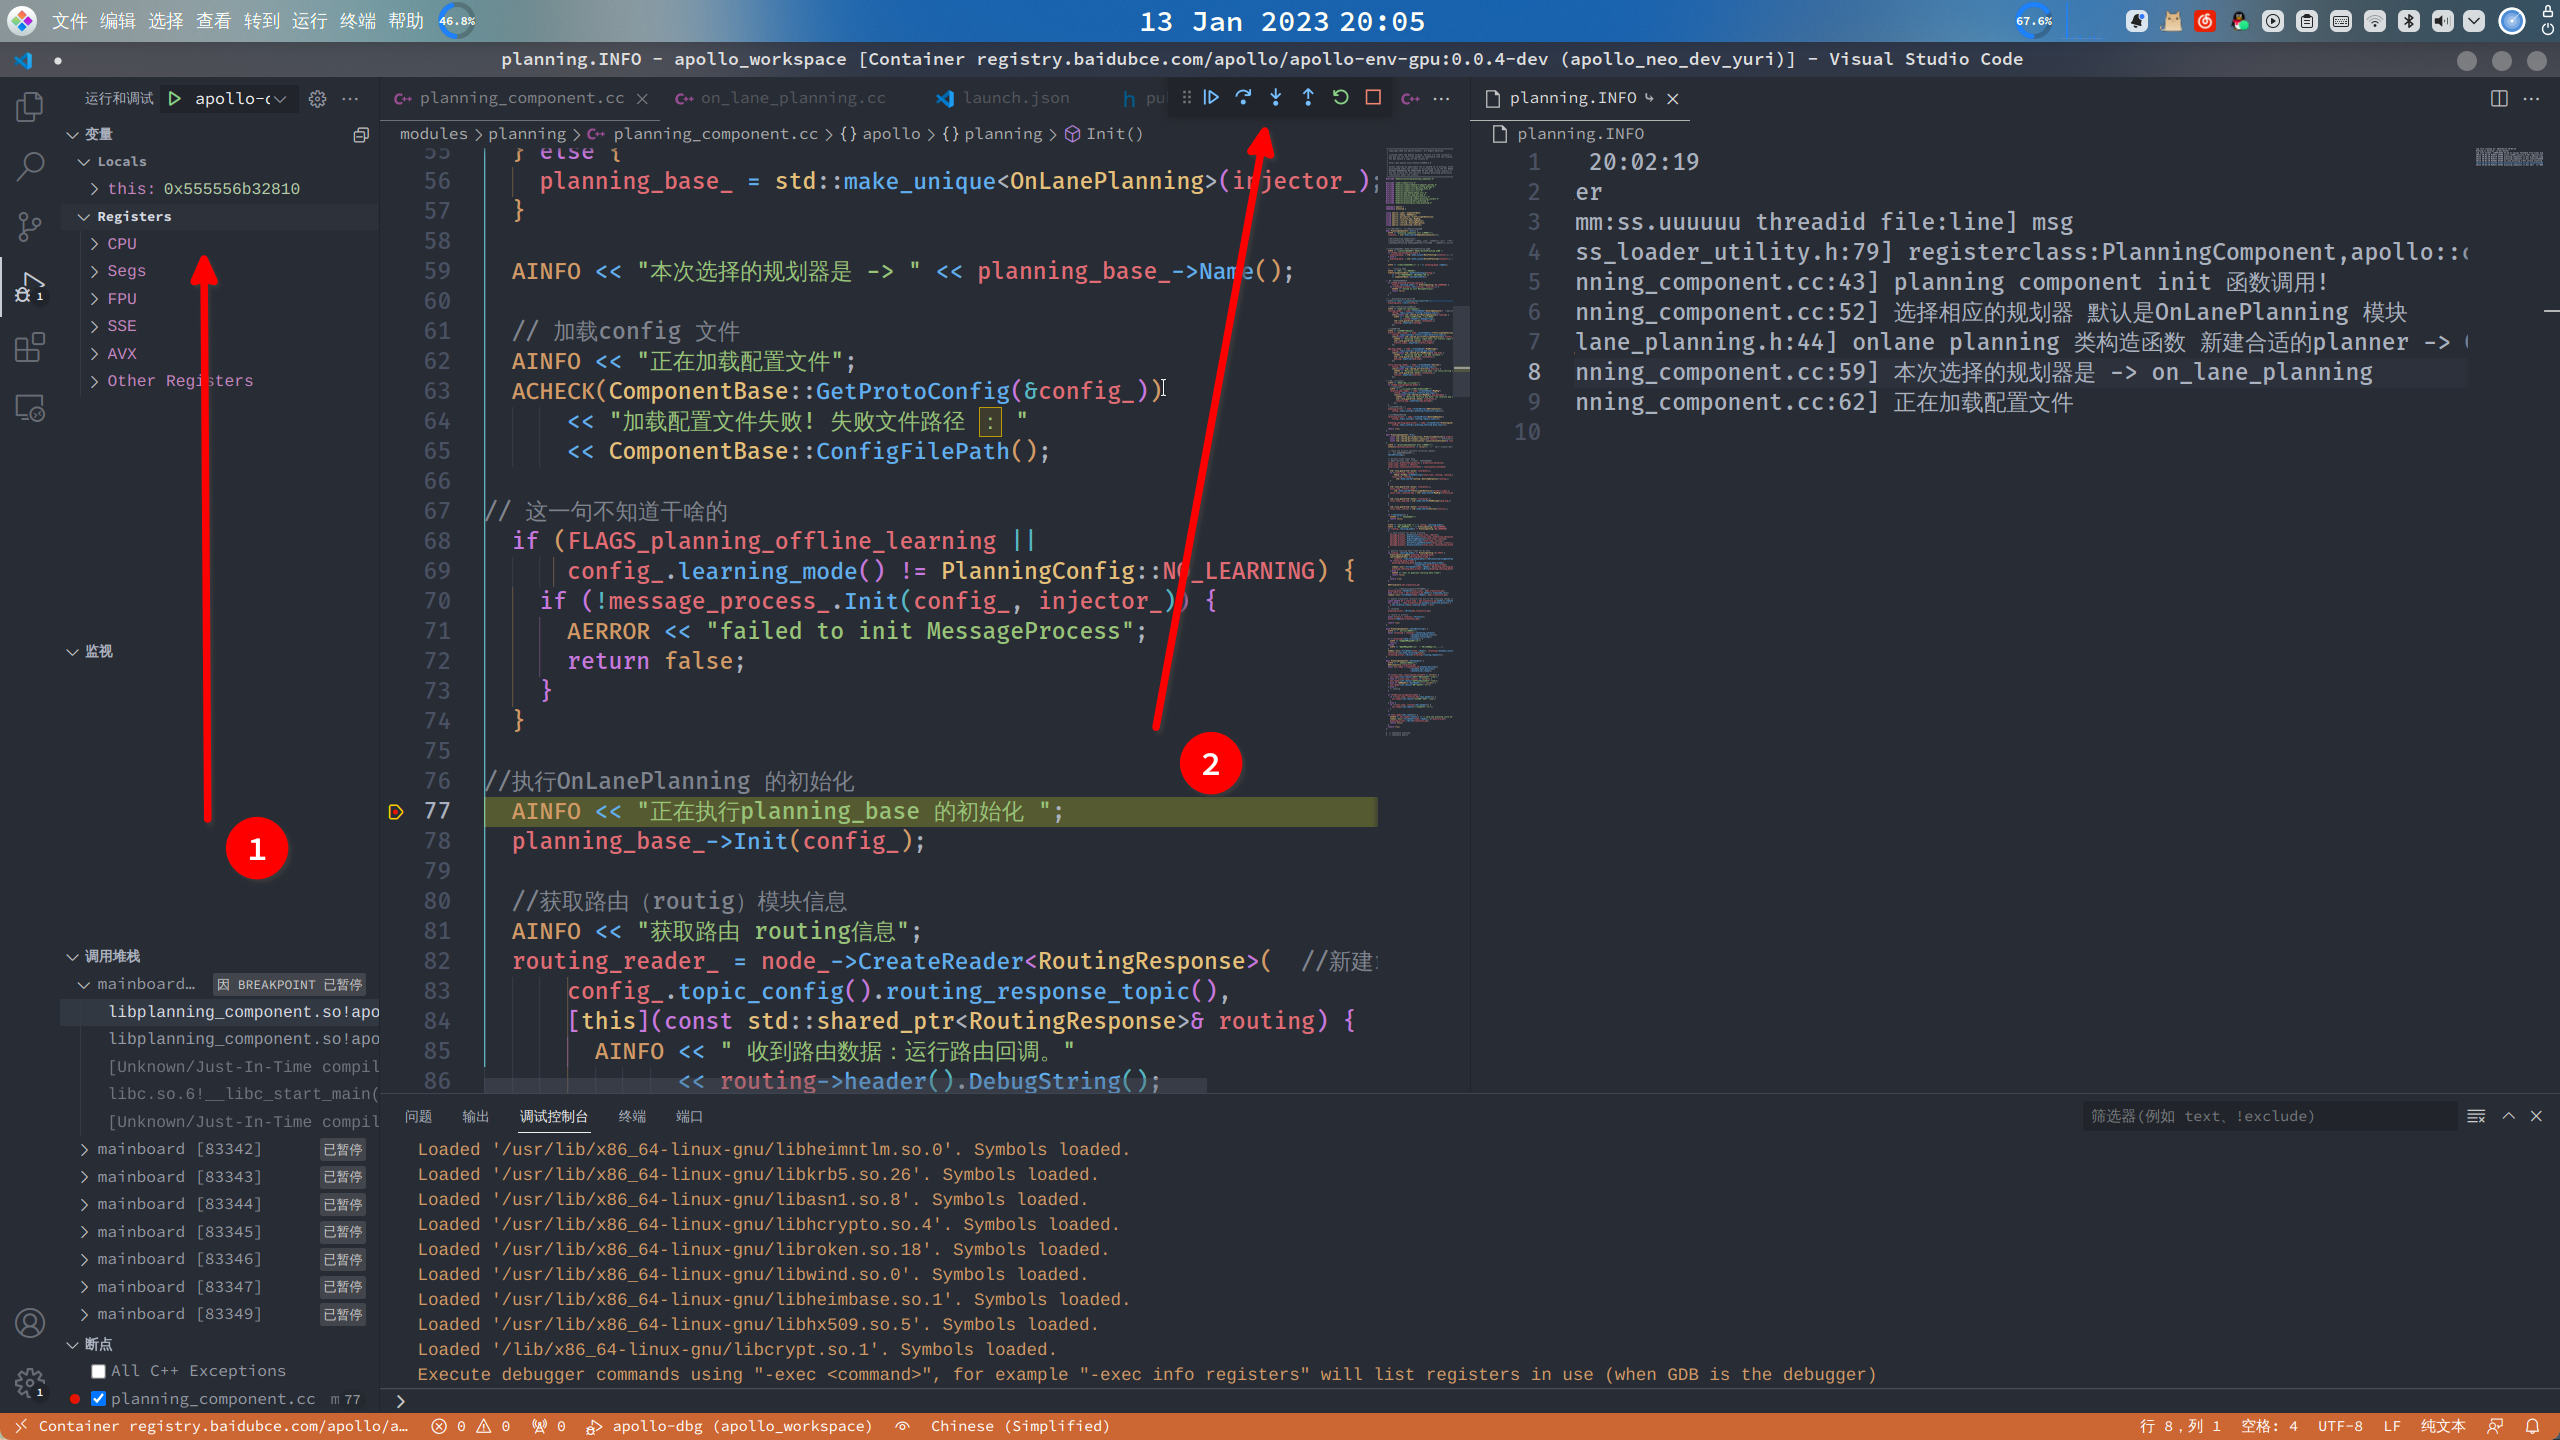 文件 编辑 选择 查看 转到 运行 终端 帮助 46.8%
13 Jan 2023 20:05
67.6%
planning.INFO - apollo_workspace [Container registry.baidubce.com/apollo/apollo-env-gpu:0.0.4-dev (apollo_neo_dev_yuri)] - Visual Studio Code
运行和调试 apollo-c
变量
Locals
this: 0x555556b32810
Registers
CPU
Segs
FPU
SSE
AVX
Other Registers
1
监视
调用堆栈
mainboard… 因 BREAKPOINT 已暂停
libplanning_component.so!apo
libplanning_component.so!apo
[Unknown/Just-In-Time compil
libc.so.6!__libc_start_main(
[Unknown/Just-In-Time compil
mainboard [83342] 已暂停
mainboard [83343] 已暂停
mainboard [83344] 已暂停
mainboard [83345] 已暂停
mainboard [83346] 已暂停
mainboard [83347] 已暂停
mainboard [83349] 已暂停
断点
All C++ Exceptions
planning_component.cc m 77
planning_component.cc on_lane_planning.cc launch.json pu
modules > planning > planning_component.cc > {} apollo > {} planning > Init()
55 } else {
56 planning_base_ = std::make_unique<OnLanePlanning>(injector_);
57 }
58
59 AINFO << "本次选择的规划器是 -> " << planning_base_->Name();
60
61 // 加载config 文件
62 AINFO << "正在加载配置文件";
63 ACHECK(ComponentBase::GetProtoConfig(&config_))
64 << "加载配置文件失败! 失败文件路径 : "
65 << ComponentBase::ConfigFilePath();
66
67 // 这一句不知道干啥的
68 if (FLAGS_planning_offline_learning ||
69 config_.learning_mode() != PlanningConfig::NO_LEARNING) {
70 if (!message_process_.Init(config_, injector_)) {
71 AERROR << "failed to init MessageProcess";
72 return false;
73 }
74 }
75
2
76 //执行OnLanePlanning 的初始化
77 AINFO << "正在执行planning_base 的初始化 ";
78 planning_base_->Init(config_);
79
80 //获取路由（routig）模块信息
81 AINFO << "获取路由 routing信息";
82 routing_reader_ = node_->CreateReader<RoutingResponse>( //新建
83 config_.topic_config().routing_response_topic(),
84 [this](const std::shared_ptr<RoutingResponse>& routing) {
85 AINFO << " 收到路由数据：运行路由回调。"
86 << routing->header().DebugString();
planning.INFO
planning.INFO
1 20:02:19
2 er
3 mm:ss.uuuuuu threadid file:line] msg
4 ss_loader_utility.h:79] registerclass:PlanningComponent,apollo::c
5 nning_component.cc:43] planning component init 函数调用!
6 nning_component.cc:52] 选择相应的规划器 默认是OnLanePlanning 模块
7 lane_planning.h:44] onlane planning 类构造函数 新建合适的planner ->
8 nning_component.cc:59] 本次选择的规划器是 -> on_lane_planning
9 nning_component.cc:62] 正在加载配置文件
10
问题 输出 调试控制台 终端 端口 筛选器(例如 text、!exclude)
Loaded '/usr/lib/x86_64-linux-gnu/libheimntlm.so.0'. Symbols loaded.
Loaded '/usr/lib/x86_64-linux-gnu/libkrb5.so.26'. Symbols loaded.
Loaded '/usr/lib/x86_64-linux-gnu/libasn1.so.8'. Symbols loaded.
Loaded '/usr/lib/x86_64-linux-gnu/libhcrypto.so.4'. Symbols loaded.
Loaded '/usr/lib/x86_64-linux-gnu/libroken.so.18'. Symbols loaded.
Loaded '/usr/lib/x86_64-linux-gnu/libwind.so.0'. Symbols loaded.
Loaded '/usr/lib/x86_64-linux-gnu/libheimbase.so.1'. Symbols loaded.
Loaded '/usr/lib/x86_64-linux-gnu/libhx509.so.5'. Symbols loaded.
Loaded '/lib/x86_64-linux-gnu/libcrypt.so.1'. Symbols loaded.
Execute debugger commands using "-exec <command>", for example "-exec info registers" will list registers in use (when GDB is the debugger)
Container registry.baidubce.com/apollo/a… 0 0 0 apollo-dbg (apollo_workspace) Chinese (Simplified) 行 8，列 1 空格: 4 UTF-8 LF 纯文本